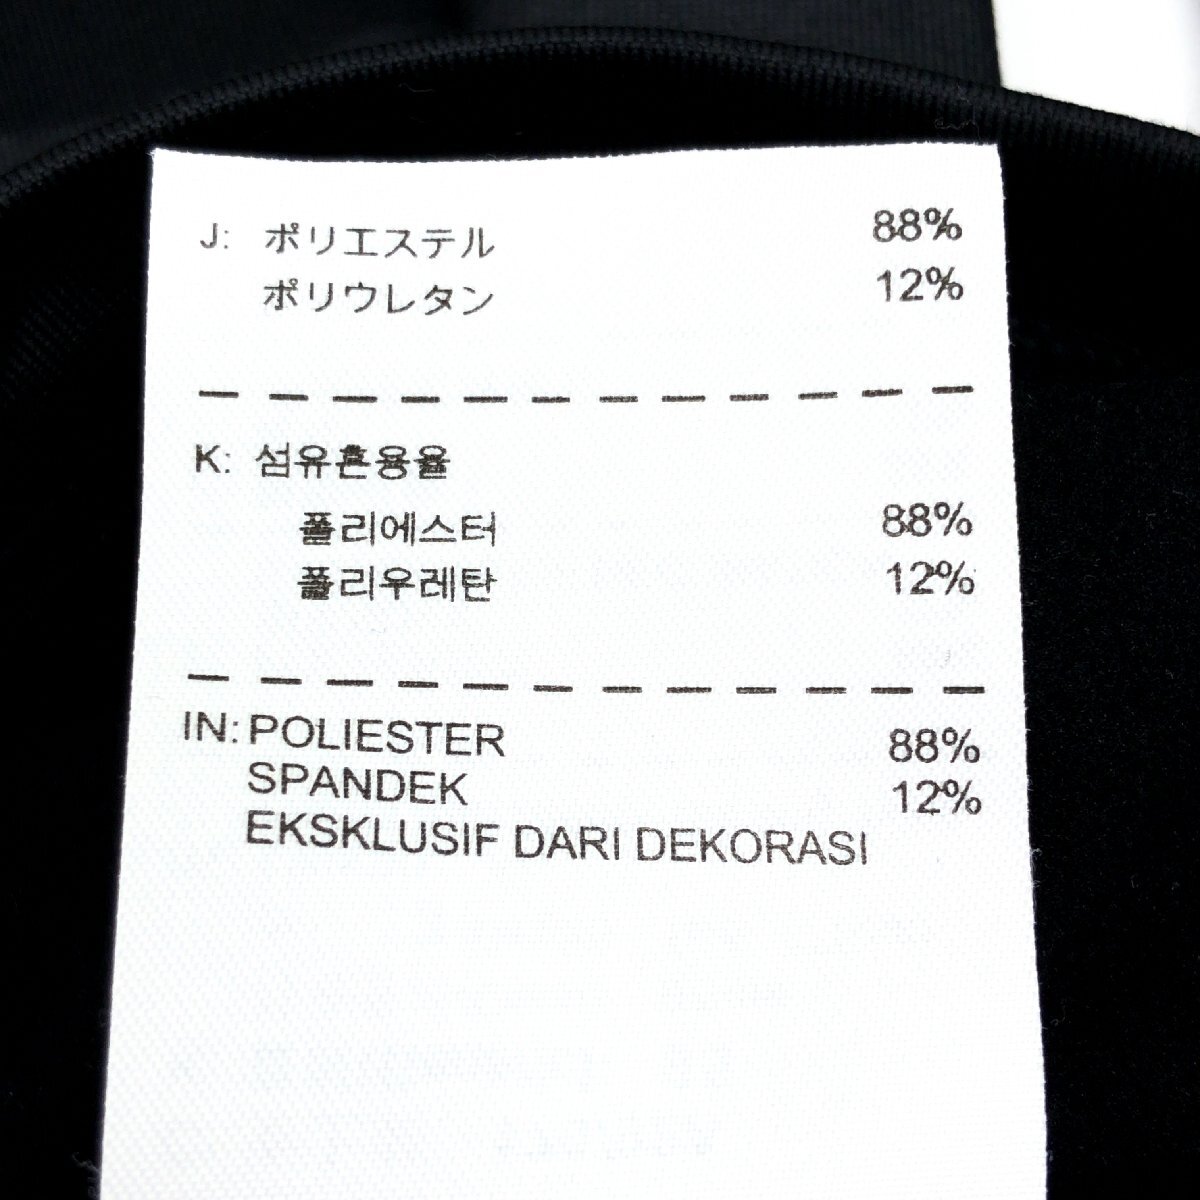 J: ポリエステル 88%
ポリウレタン 12%
K: 섬유혼용율
폴리에스터 88%
폴리우레탄 12%
IN: POLIESTER 88%
SPANDEK 12%
EKSKLUSIF DARI DEKORASI